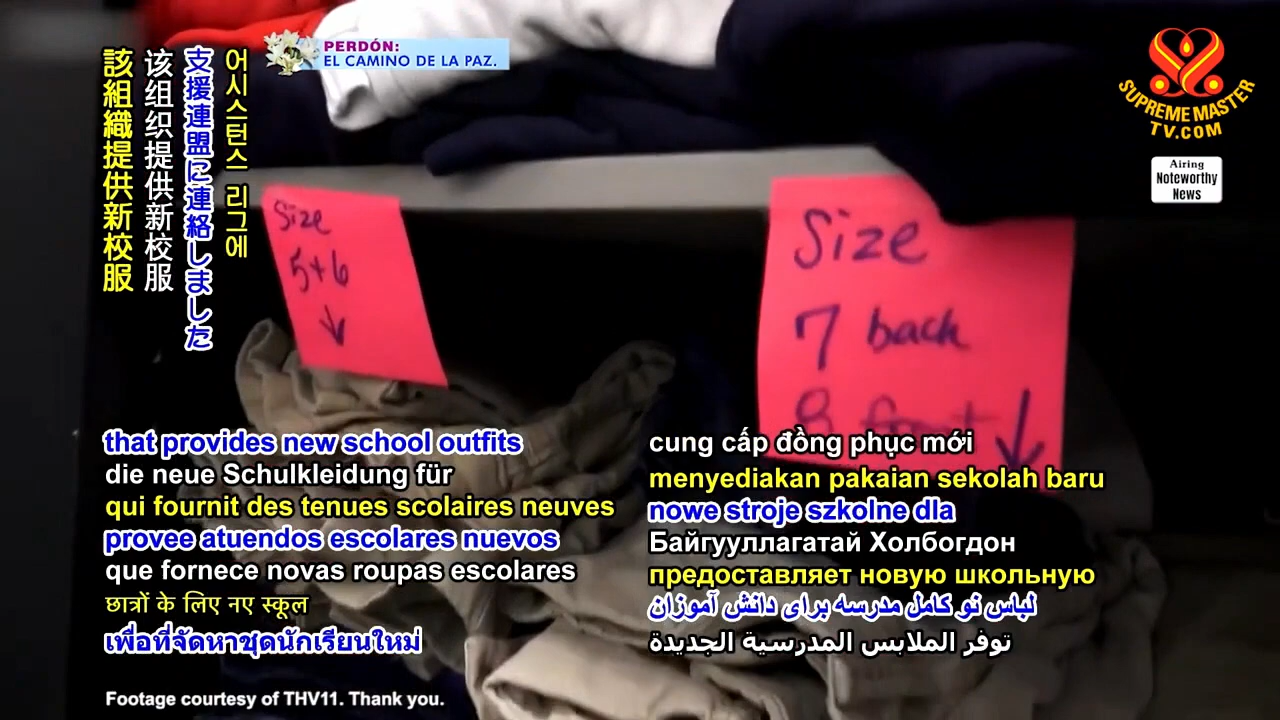 PERDÓN:
EL CAMINO DE LA PAZ.
SUPREME MASTER
TV.COM
Airing
Noteworthy
News
該組織提供新校服
该组织提供新校服
支援連盟に連絡しました
어시스턴스 리그에
Size
5+6
↓
Size
7 back
8 front ↓
that provides new school outfits
die neue Schulkleidung für
qui fournit des tenues scolaires neuves
provee atuendos escolares nuevos
que fornece novas roupas escolares
छात्रों के लिए नए स्कूल
เพื่อที่จัดหาชุดนักเรียนใหม่
cung cấp đồng phục mới
menyediakan pakaian sekolah baru
nowe stroje szkolne dla
Байгууллагатай Холбогдон
предоставляет новую школьную
لباس نو کامل مدرسه برای دانش آموزان
توفر الملابس المدرسية الجديدة
Footage courtesy of THV11. Thank you.